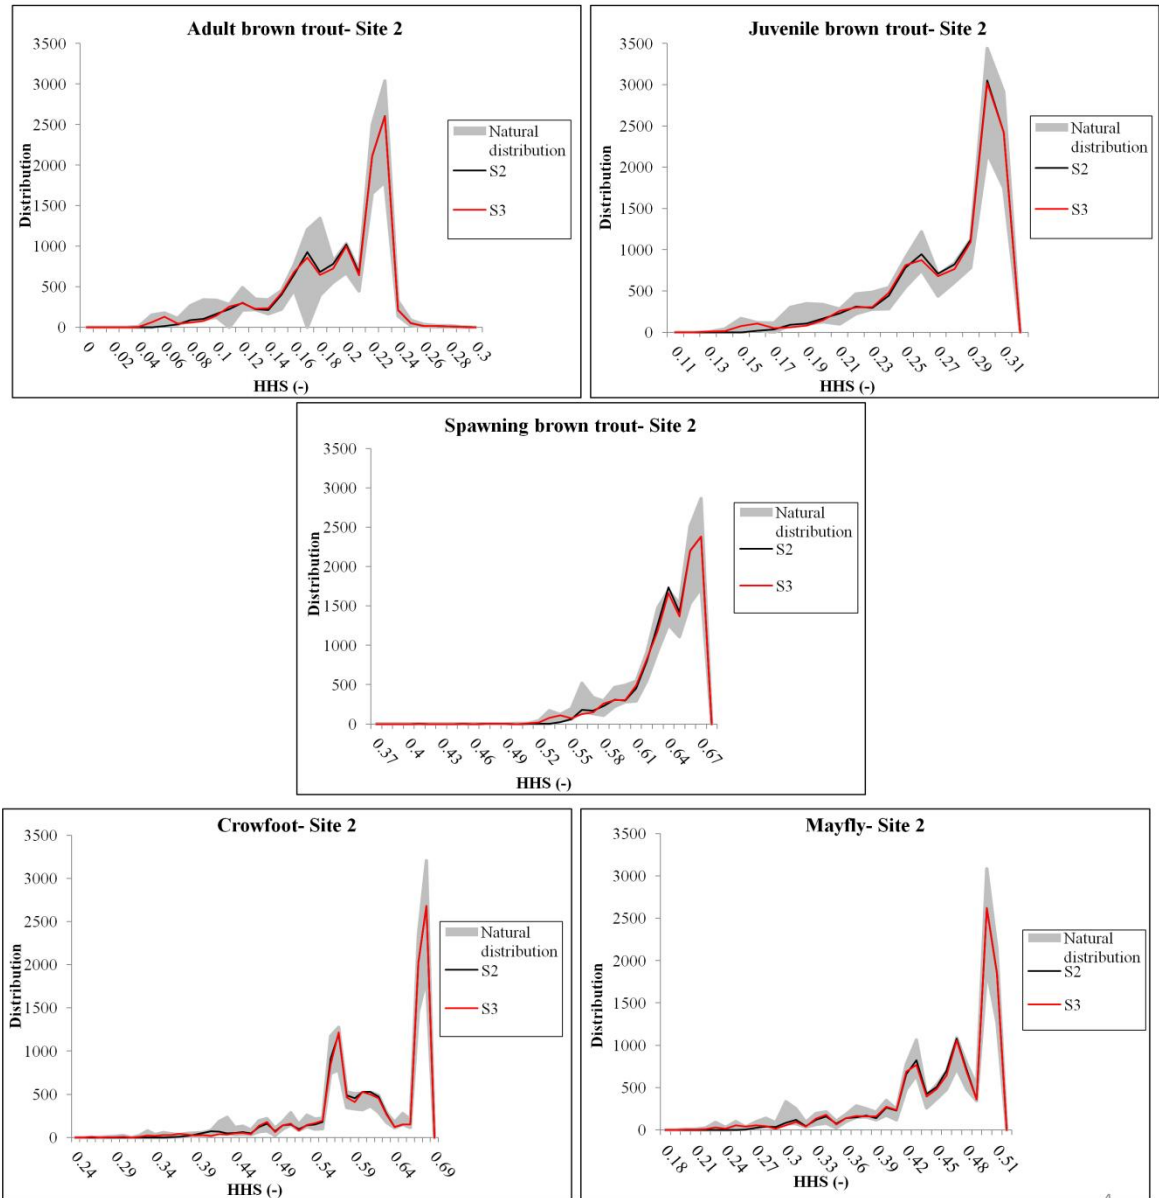 Adult brown trout- Site 2
3500
3000
2500
2000
1500
1000
500
0
Distribution
0
0.02
0.04
0.06
0.08
0.1
0.12
0.14
0.16
0.18
0.2
0.22
0.24
0.26
0.28
0.3
HHS (-)
Natural
distribution
S2
S3
Juvenile brown trout- Site 2
3500
3000
2500
2000
1500
1000
500
0
Distribution
0.11
0.13
0.15
0.17
0.19
0.21
0.23
0.25
0.27
0.29
0.31
HHS (-)
Natural
distribution
S2
S3
Spawning brown trout- Site 2
3500
3000
2500
2000
1500
1000
500
0
Distribution
0.37
0.4
0.43
0.46
0.49
0.52
0.55
0.58
0.61
0.64
0.67
HHS (-)
Natural
distribution
S2
S3
Crowfoot- Site 2
3500
3000
2500
2000
1500
1000
500
0
Distribution
0.24
0.29
0.34
0.39
0.44
0.49
0.54
0.59
0.64
0.69
HHS (-)
Natural
distribution
S2
S3
Mayfly- Site 2
3500
3000
2500
2000
1500
1000
500
0
Distribution
0.18
0.21
0.24
0.27
0.3
0.33
0.36
0.39
0.42
0.45
0.48
0.51
HHS (-)
Natural
distribution
S2
S3